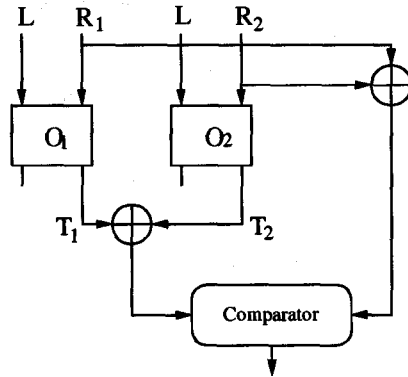 L R₁ L R₂
O₁ O₂
T₁ T₂
Comparator